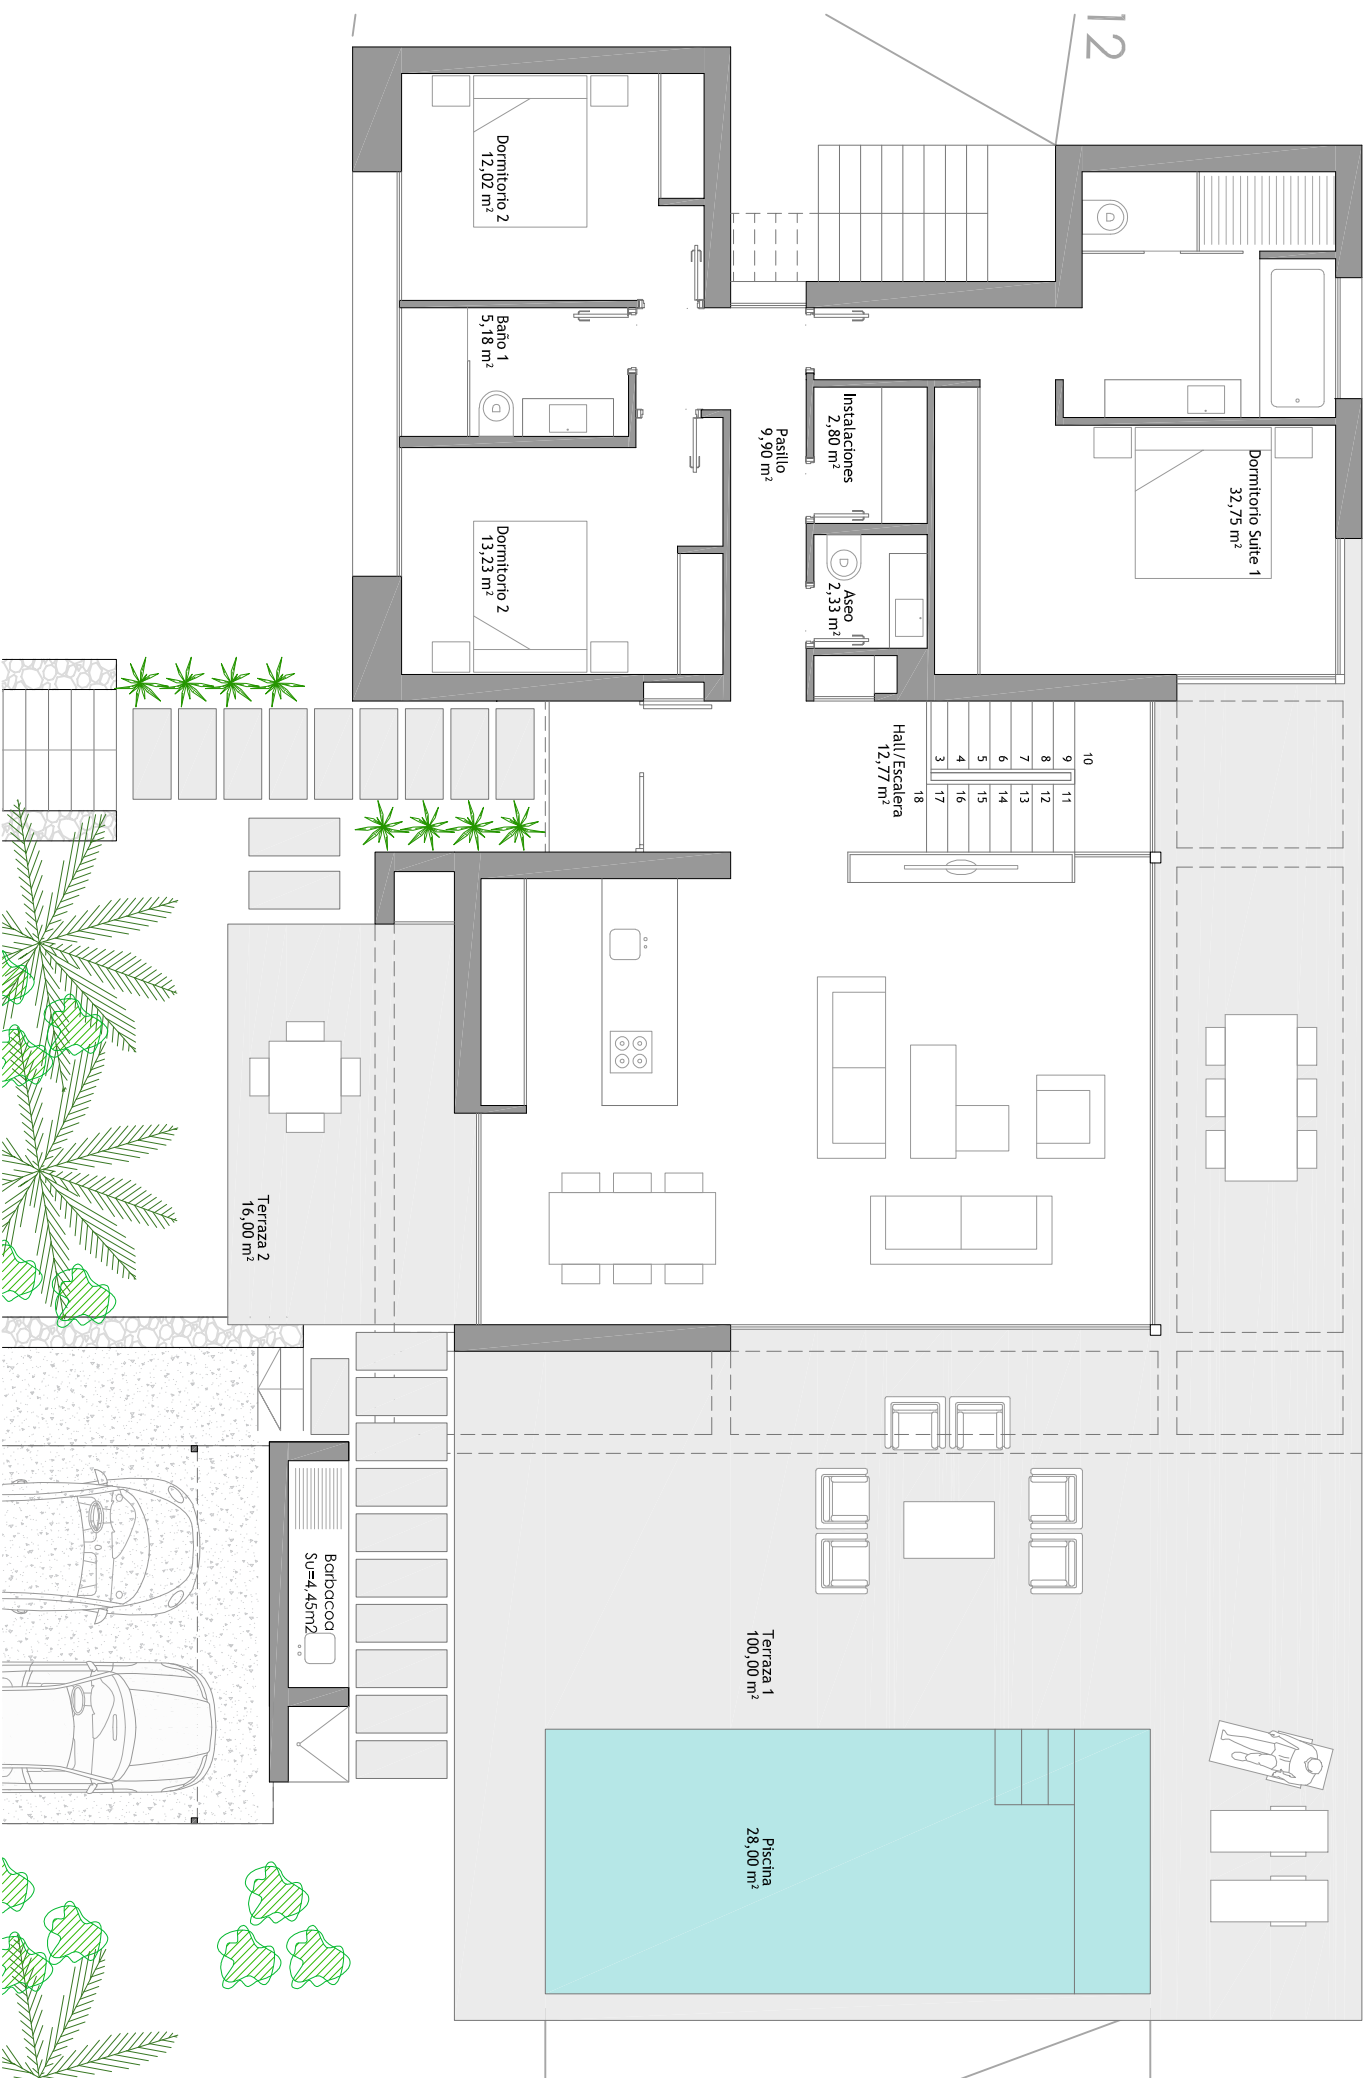 12
Dormitorio 2
12,02 m²
Baño 1
5,18 m²
Dormitorio 2
13,23 m²
Pasillo
9,90 m²
Instalaciones
2,80 m²
Aseo
2,33 m²
Dormitorio Suite 1
32,75 m²
Hall/Escalera
12,77 m²
10
9
8
7
6
5
4
3
11
12
13
14
15
16
17
18
Terraza 2
16,00 m²
Barbacoa
Su=4,45m2
Terraza 1
100,00 m²
Piscina
28,00 m²